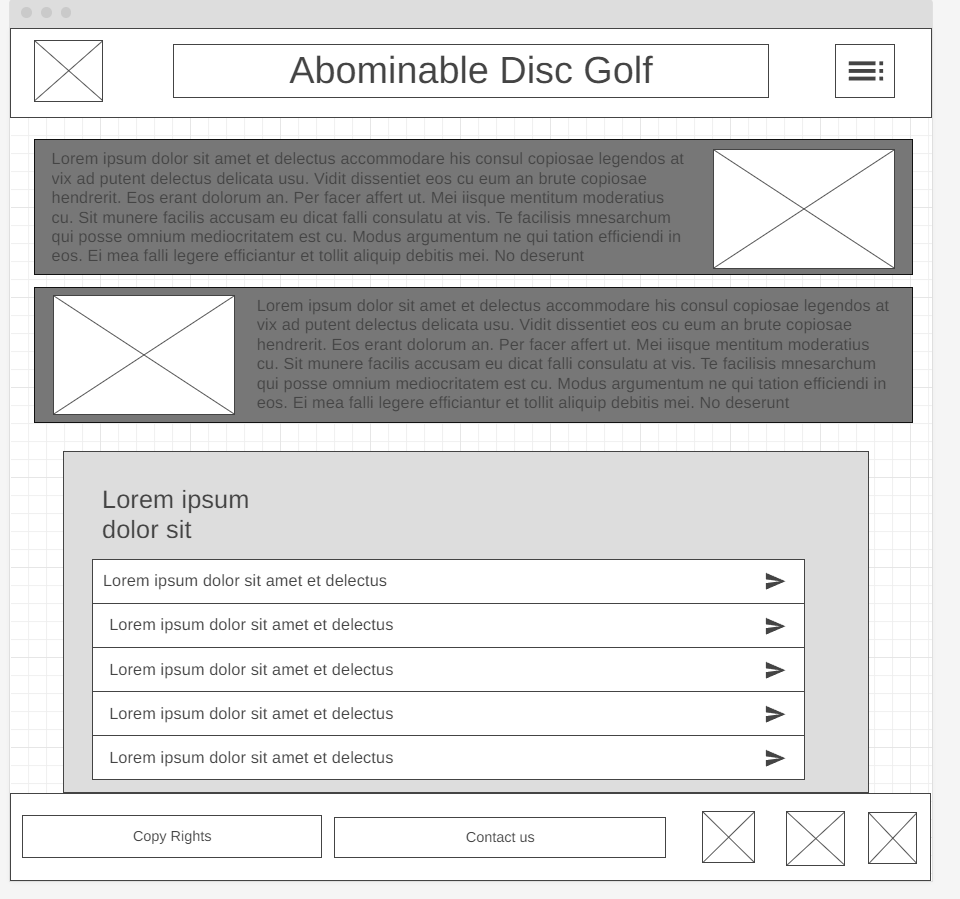 Abominable Disc Golf
Lorem ipsum dolor sit amet et delectus accommodare his consul copiosae legendos at
vix ad putent delectus delicata usu. Vidit dissentiet eos cu eum an brute copiosae
hendrerit. Eos erant dolorum an. Per facer affert ut. Mei iisque mentitum moderatius
cu. Sit munere facilis accusam eu dicat falli consulatu at vis. Te facilisis mnesarchum
qui posse omnium mediocritatem est cu. Modus argumentum ne qui tation efficiendi in
eos. Ei mea falli legere efficiantur et tollit aliquip debitis mei. No deserunt
Lorem ipsum dolor sit amet et delectus accommodare his consul copiosae legendos at
vix ad putent delectus delicata usu. Vidit dissentiet eos cu eum an brute copiosae
hendrerit. Eos erant dolorum an. Per facer affert ut. Mei iisque mentitum moderatius
cu. Sit munere facilis accusam eu dicat falli consulatu at vis. Te facilisis mnesarchum
qui posse omnium mediocritatem est cu. Modus argumentum ne qui tation efficiendi in
eos. Ei mea falli legere efficiantur et tollit aliquip debitis mei. No deserunt
Lorem ipsum
dolor sit
Lorem ipsum dolor sit amet et delectus
Lorem ipsum dolor sit amet et delectus
Lorem ipsum dolor sit amet et delectus
Lorem ipsum dolor sit amet et delectus
Lorem ipsum dolor sit amet et delectus
Copy Rights
Contact us